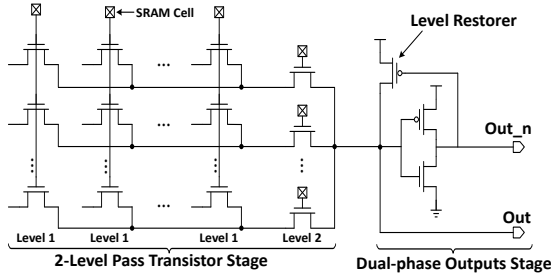 SRAM Cell
Level Restorer
Out_n
Out
Level 1 Level 1 Level 1 Level 2
2-Level Pass Transistor Stage
Dual-phase Outputs Stage